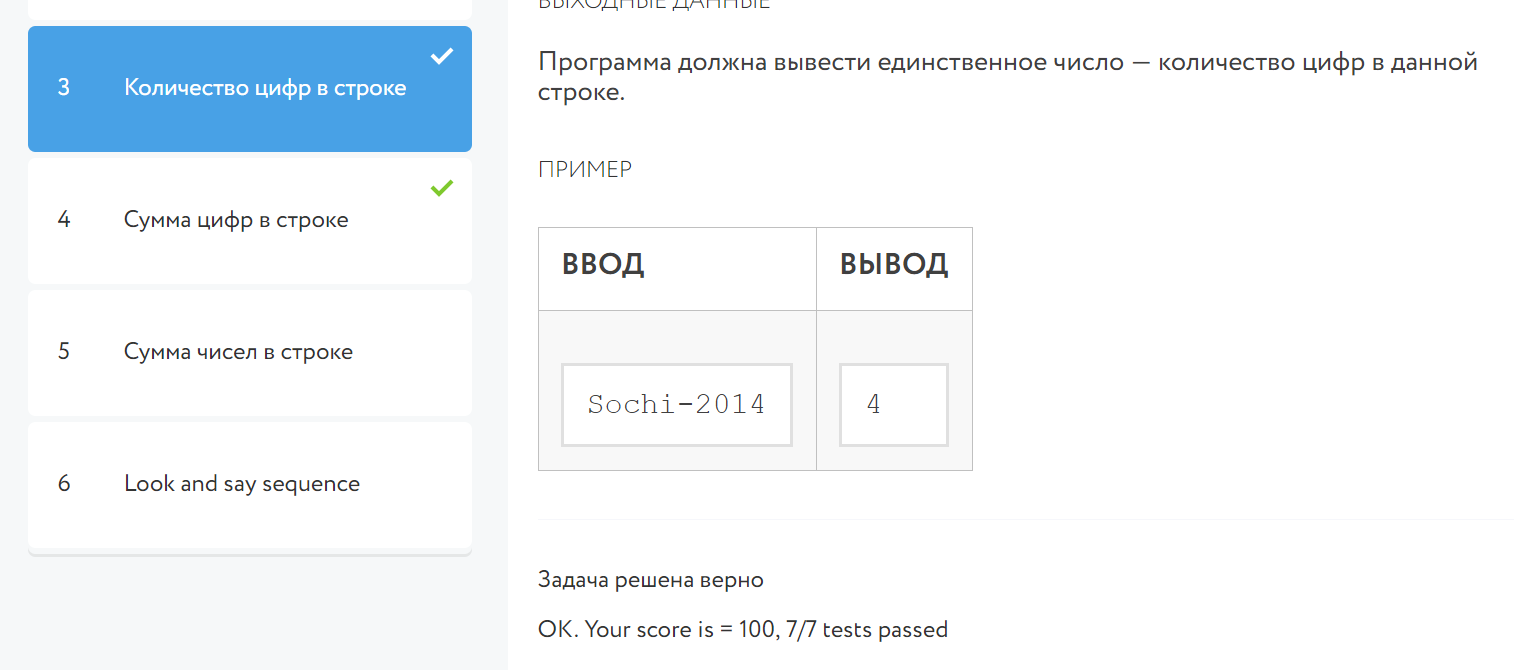 ВЫХОДНЫЕ ДАННЫЕ
3 Количество цифр в строке
4 Сумма цифр в строке
5 Сумма чисел в строке
6 Look and say sequence
Программа должна вывести единственное число — количество цифр в данной
строке.
ПРИМЕР
ВВОД ВЫВОД
Sochi-2014 4
Задача решена верно
OK. Your score is = 100, 7/7 tests passed